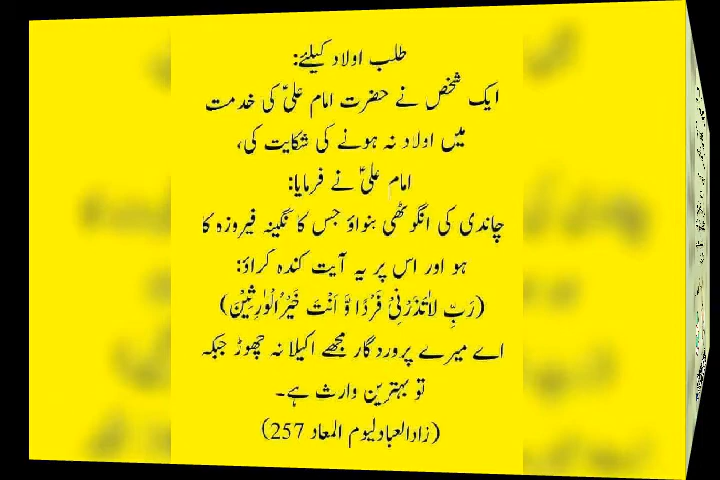 طلب اولاد کیلئے:
ایک شخص نے حضرت امام علیؑ کی خدمت
میں اولاد نہ ہونے کی شکایت کی،
امام علیؑ نے فرمایا:
چاندی کی انگوٹھی بنواؤ جس کا نگینہ فیروزہ کا
ہو اور اس پر یہ آیت کندہ کراؤ:
(رَبِّ لَاتَذَرْنِیْ فَرْدًا وَّ اَنْتَ خَیْرُالْوٰرِثِیْنَ)
اے میرے پروردگار مجھے اکیلا نہ چھوڑ جبکہ
تو بہترین وارث ہے۔
(زادالعبادلیوم المعاد 257)